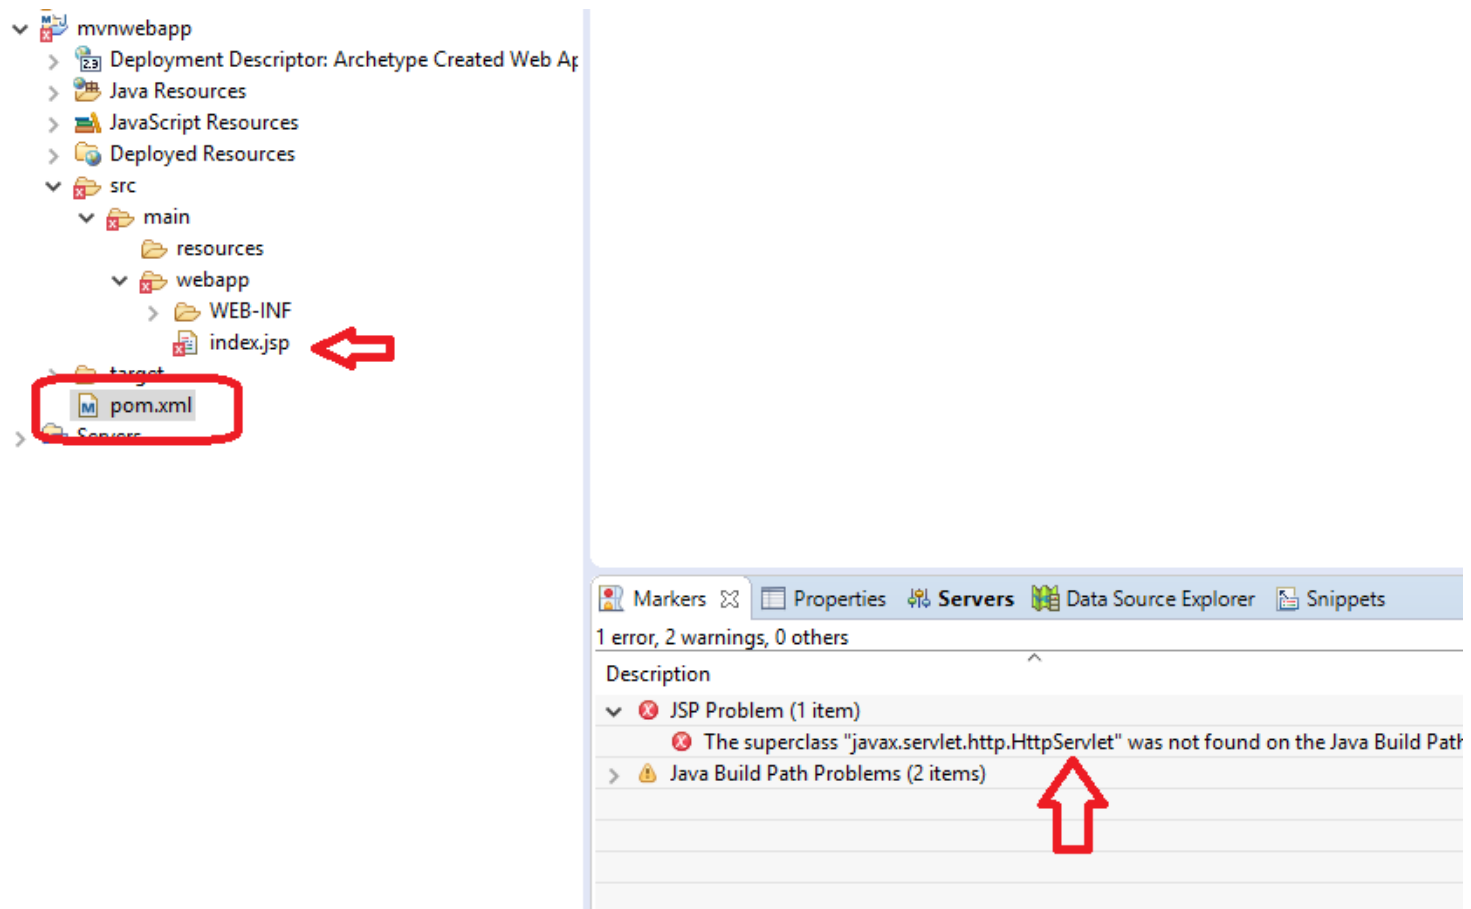 mvnwebapp
Deployment Descriptor: Archetype Created Web Ap
Java Resources
JavaScript Resources
Deployed Resources
src
main
resources
webapp
WEB-INF
index.jsp
target
pom.xml
Servers
Markers Properties Servers Data Source Explorer Snippets
1 error, 2 warnings, 0 others
Description
JSP Problem (1 item)
The superclass "javax.servlet.http.HttpServlet" was not found on the Java Build Path
Java Build Path Problems (2 items)